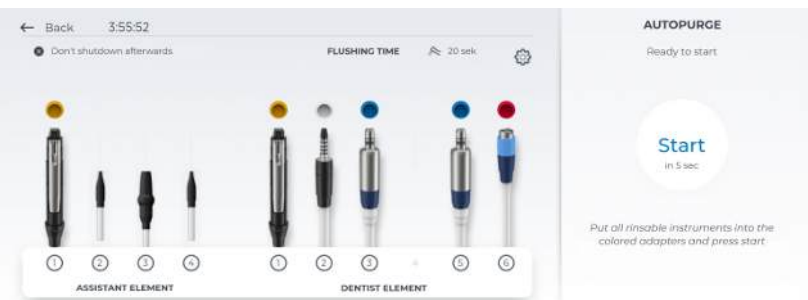 ← Back 3:55:52
Don't shutdown afterwards
FLUSHING TIME 20 sek
1 2 3 4
ASSISTANT ELEMENT
1 2 3 5 6
DENTIST ELEMENT
AUTOPURGE
Ready to start
Start
in 5 sec
Put all rinsable instruments into the
colored adapters and press start